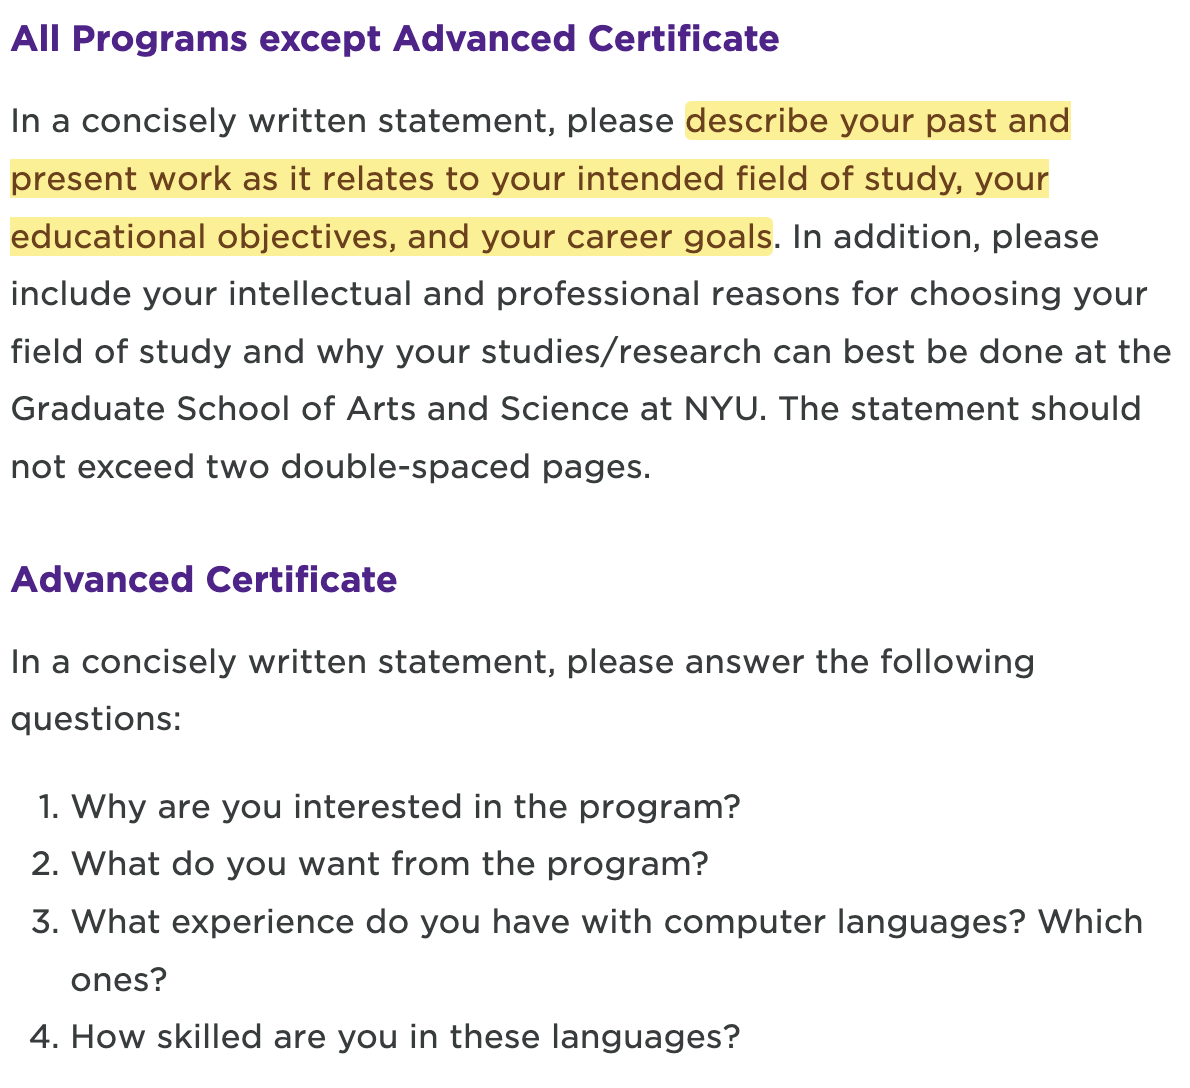 All Programs except Advanced Certificate
In a concisely written statement, please describe your past and
present work as it relates to your intended field of study, your
educational objectives, and your career goals. In addition, please
include your intellectual and professional reasons for choosing your
field of study and why your studies/research can best be done at the
Graduate School of Arts and Science at NYU. The statement should
not exceed two double-spaced pages.
Advanced Certificate
In a concisely written statement, please answer the following
questions:
1. Why are you interested in the program?
2. What do you want from the program?
3. What experience do you have with computer languages? Which
ones?
4. How skilled are you in these languages?